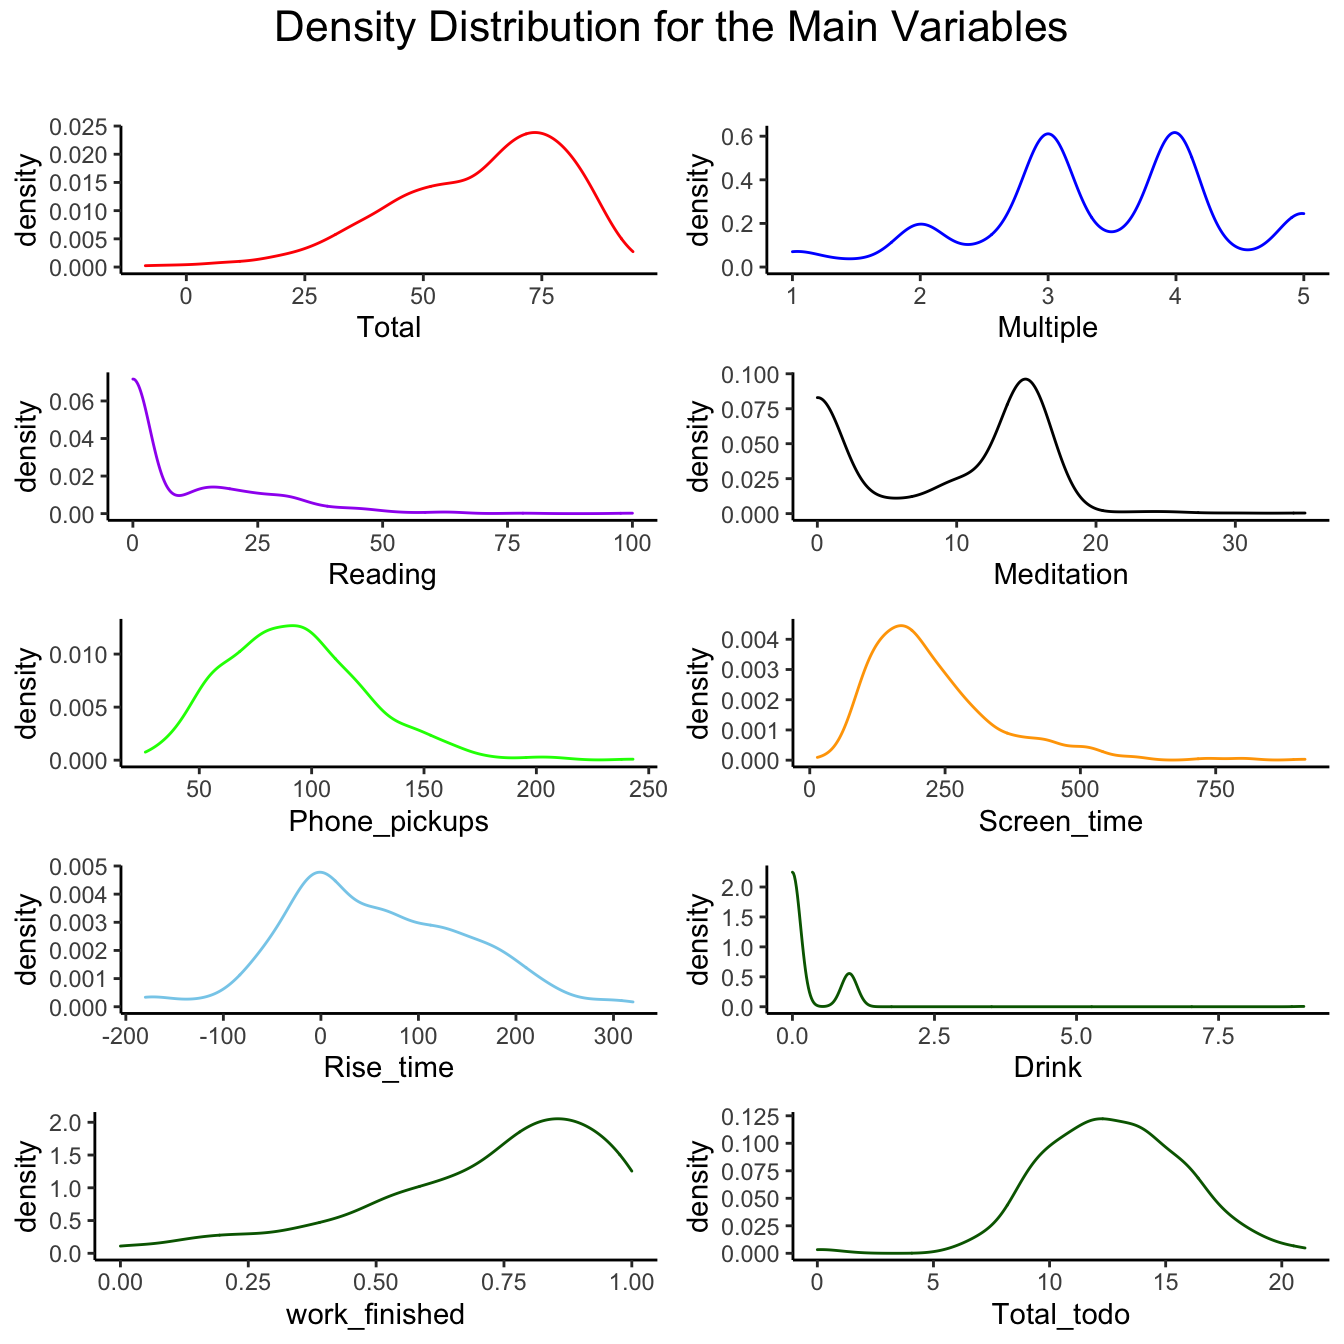 Density Distribution for the Main Variables
density
0.025
0.020
0.015
0.010
0.005
0.000
0 25 50 75
Total
density
0.6
0.4
0.2
0.0
1 2 3 4 5
Multiple
density
0.06
0.04
0.02
0.00
0 25 50 75 100
Reading
density
0.100
0.075
0.050
0.025
0.000
0 10 20 30
Meditation
density
0.010
0.005
0.000
50 100 150 200 250
Phone_pickups
density
0.004
0.003
0.002
0.001
0.000
0 250 500 750
Screen_time
density
0.005
0.004
0.003
0.002
0.001
0.000
-200 -100 0 100 200 300
Rise_time
density
2.0
1.5
1.0
0.5
0.0
0.0 2.5 5.0 7.5
Drink
density
2.0
1.5
1.0
0.5
0.0
0.00 0.25 0.50 0.75 1.00
work_finished
density
0.125
0.100
0.075
0.050
0.025
0.000
0 5 10 15 20
Total_todo